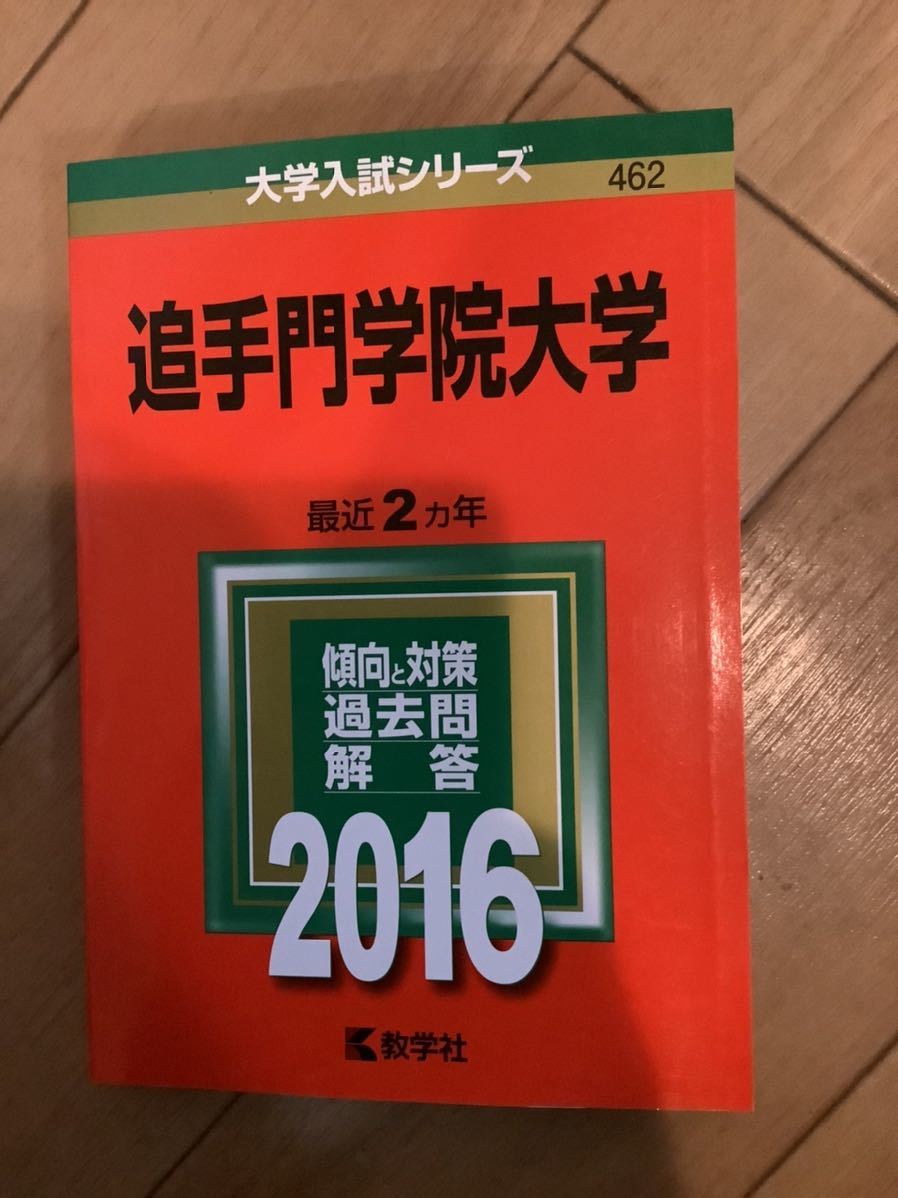 大学入試シリーズ
462
追手門学院大学
最近2カ年
傾向と対策
過去問
解答
2016
教学社